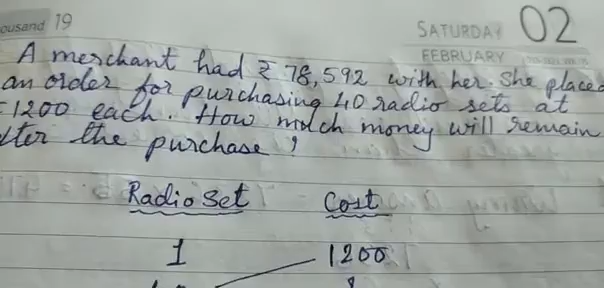 ousand 19
SATURDAY 02
FEBRUARY
A merchant had ₹ 78,592 with her. She placed
an order for purchasing 40 radio sets at
1200 each. How much money will remain
the purchase ?
Radio Set Cost
1 1200